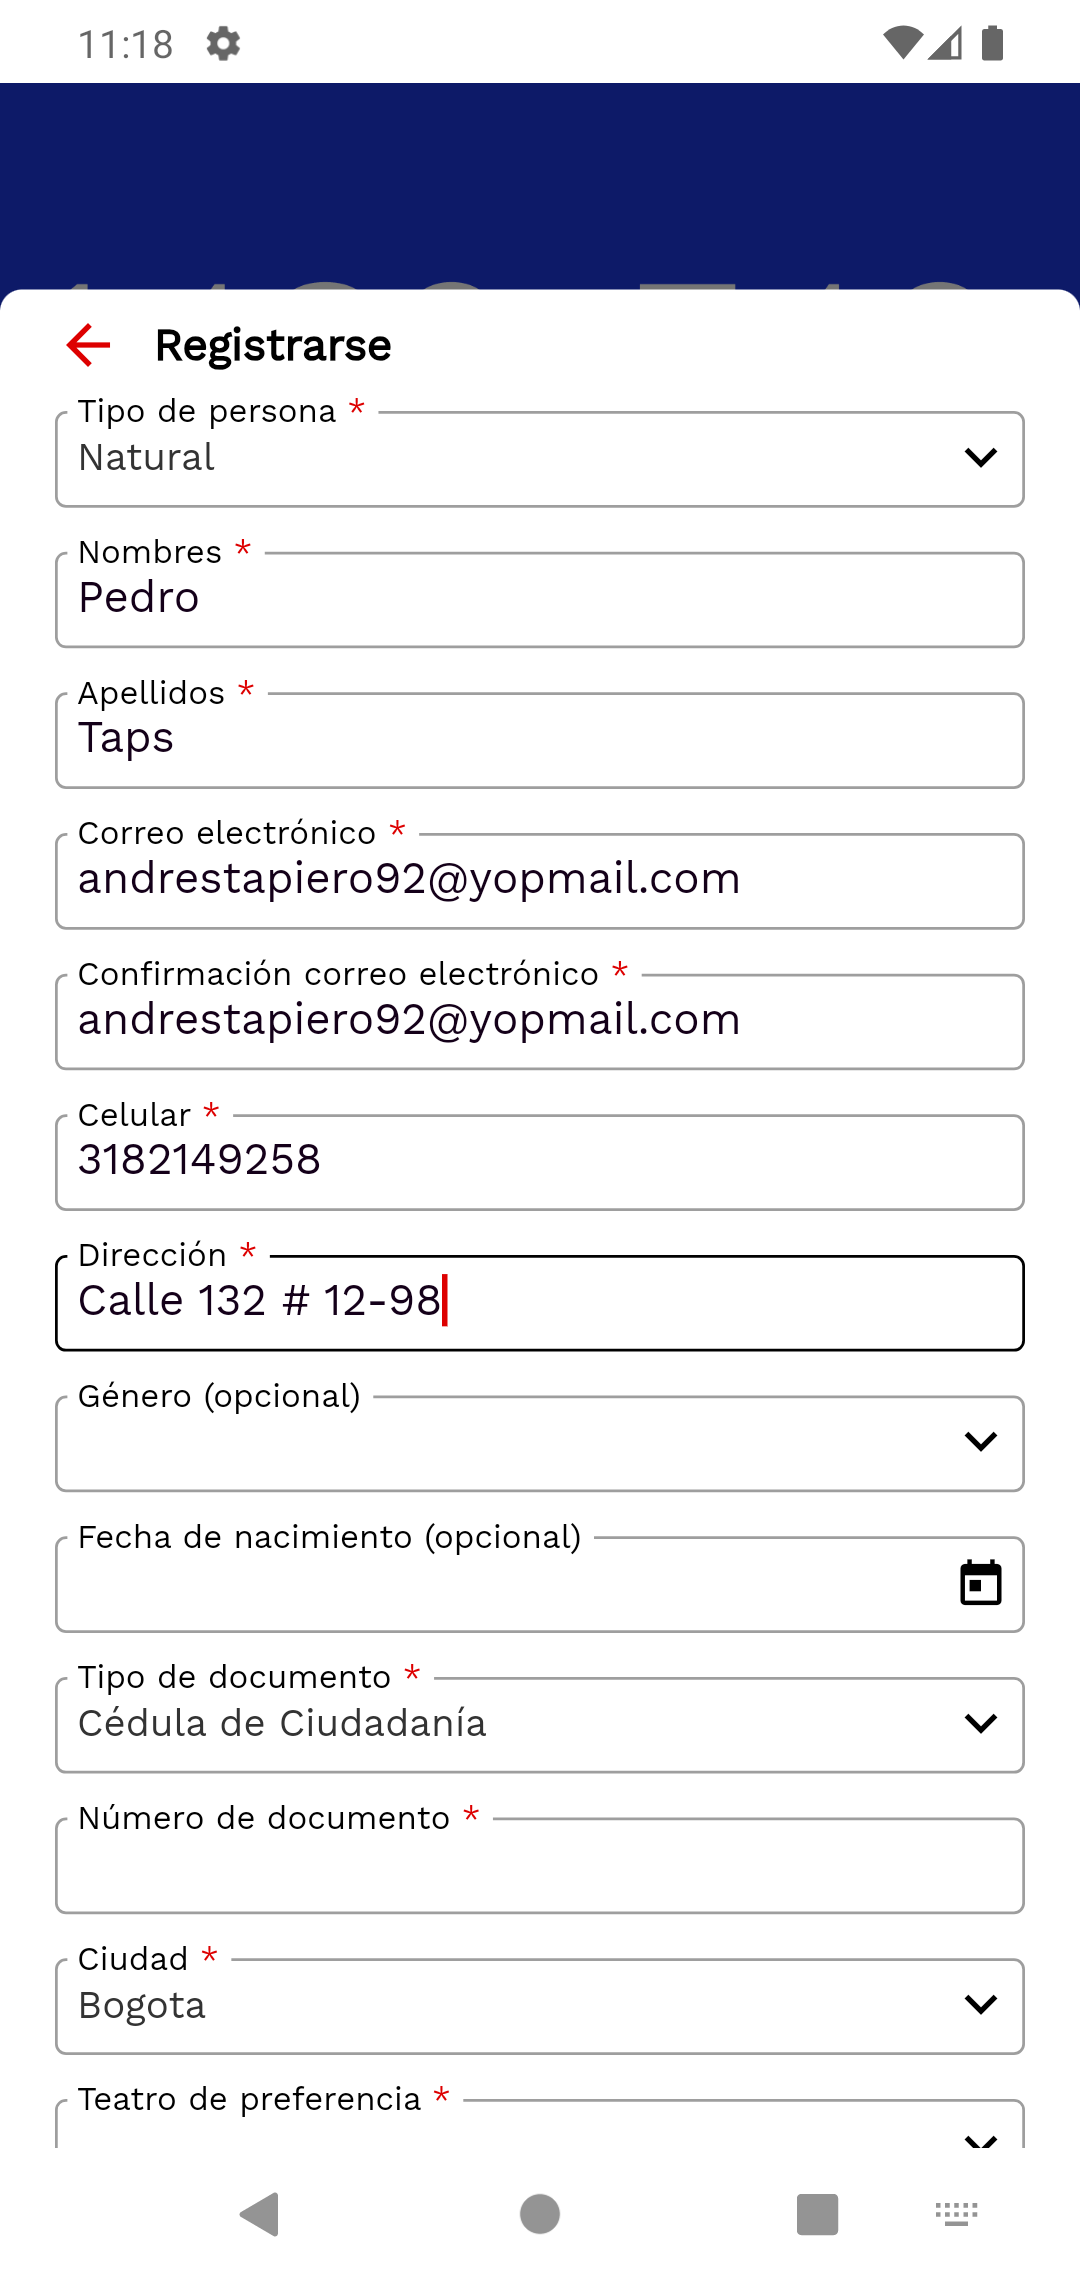 11:18
Registrarse
Tipo de persona *
Natural
Nombres *
Pedro
Apellidos *
Taps
Correo electrónico *
andrestapiero92@yopmail.com
Confirmación correo electrónico *
andrestapiero92@yopmail.com
Celular *
3182149258
Dirección *
Calle 132 # 12-98
Género (opcional)
Fecha de nacimiento (opcional)
Tipo de documento *
Cédula de Ciudadanía
Número de documento *
Ciudad *
Bogota
Teatro de preferencia *